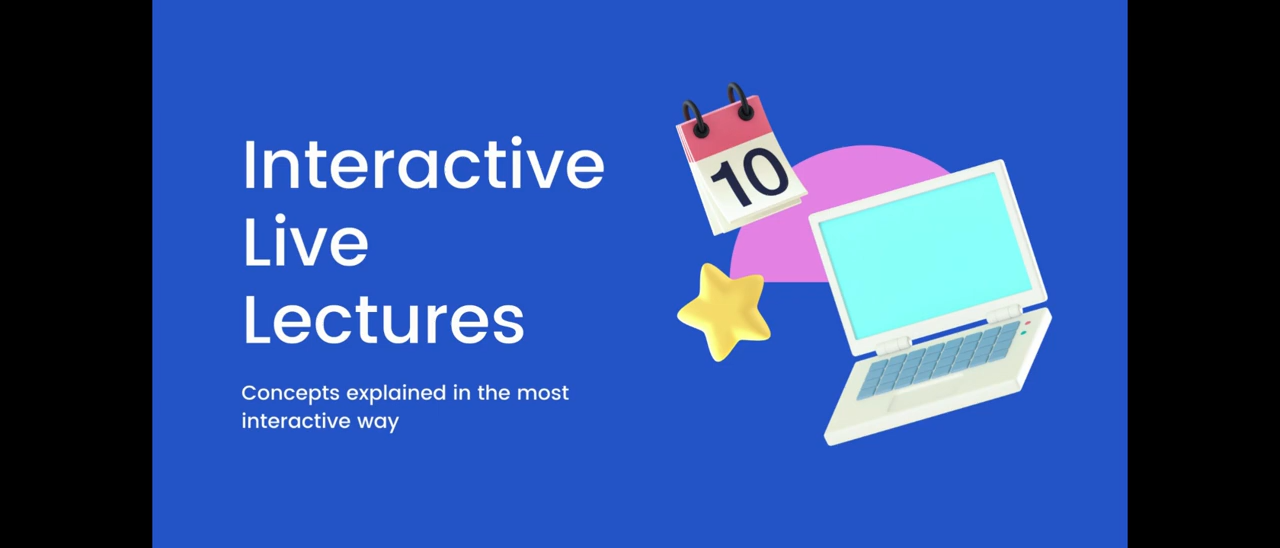 Interactive
Live
Lectures
Concepts explained in the most
interactive way
10